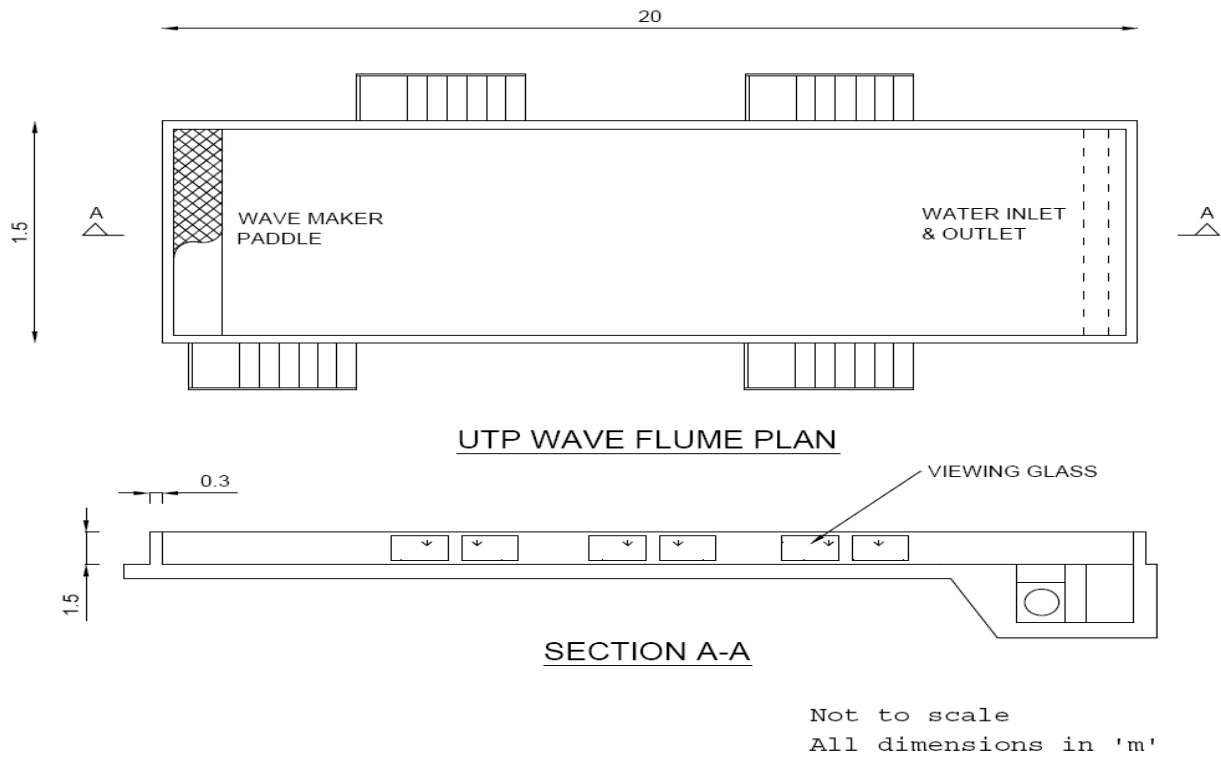 20
1.5
A
A
WAVE MAKER
PADDLE
WATER INLET
& OUTLET
UTP WAVE FLUME PLAN
0.3
VIEWING GLASS
1.5
SECTION A-A
Not to scale
All dimensions in 'm'